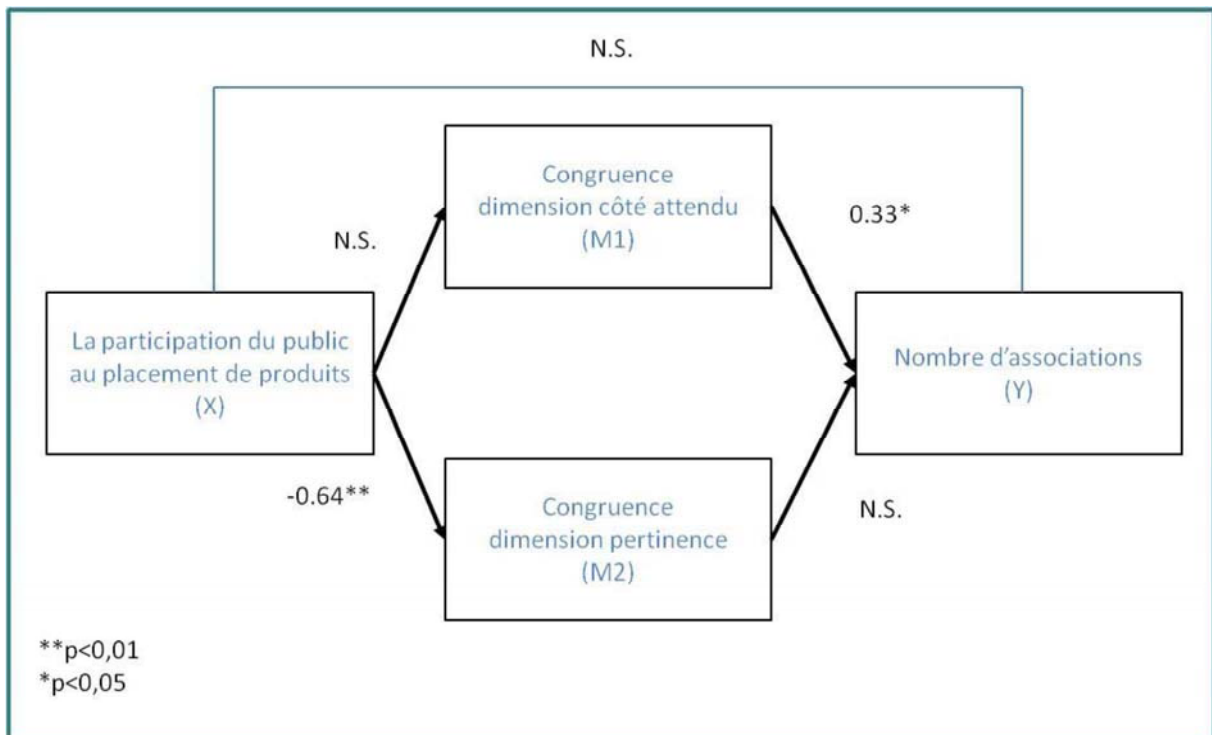 N.S.
Congruence
dimension côté attendu
(M1)
0.33*
N.S.
La participation du public
au placement de produits
(X)
Nombre d'associations
(Y)
-0.64**
Congruence
dimension pertinence
(M2)
N.S.
**p<0,01
*p<0,05